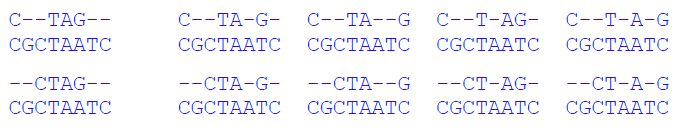 C--TAG-- C--TA-G- C--TA--G C--T-AG- C--T-A-G
CGCTAATC CGCTAATC CGCTAATC CGCTAATC CGCTAATC
--CTAG-- --CTA-G- --CTA--G --CT-AG- --CT-A-G
CGCTAATC CGCTAATC CGCTAATC CGCTAATC CGCTAATC